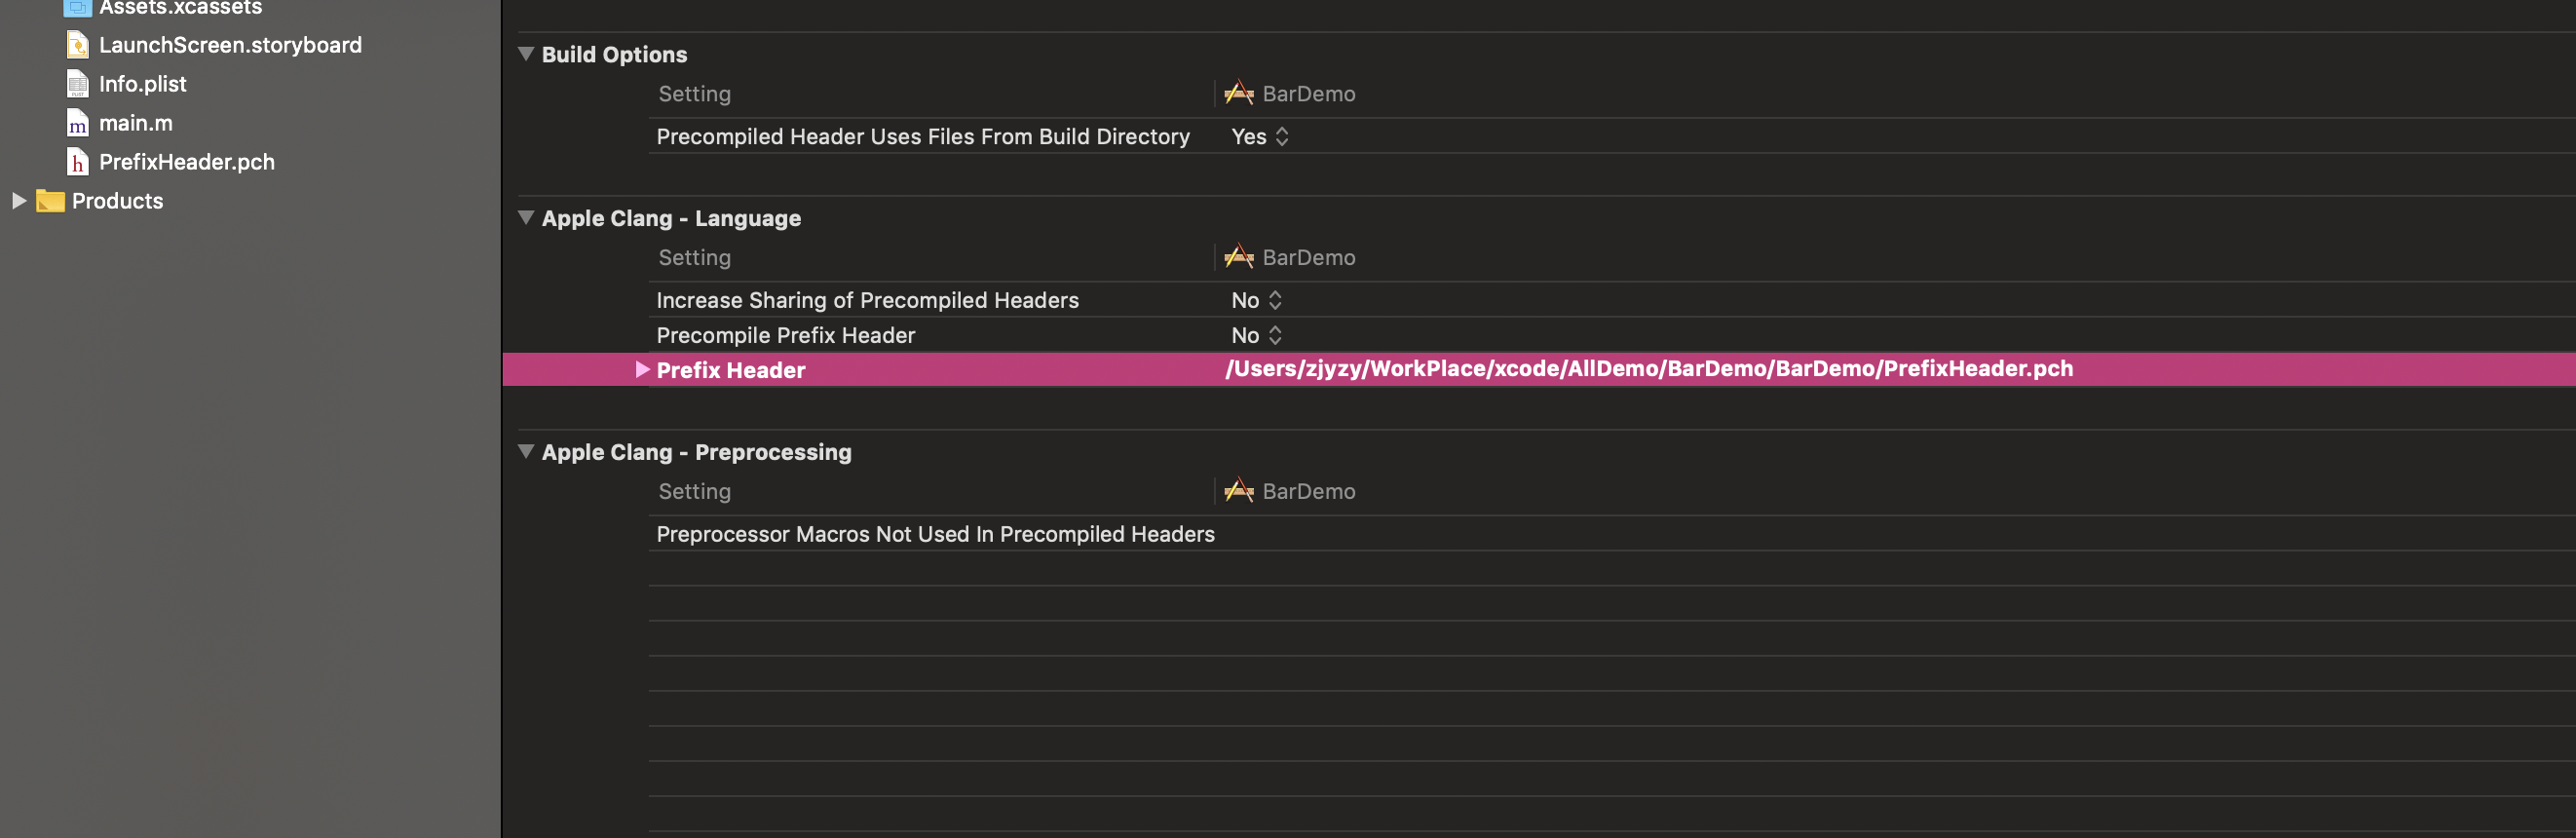 Assets.xcassets
LaunchScreen.storyboard
Info.plist
main.m
PrefixHeader.pch
Products
Build Options
Setting BarDemo
Precompiled Header Uses Files From Build Directory Yes
Apple Clang - Language
Setting BarDemo
Increase Sharing of Precompiled Headers No
Precompile Prefix Header No
Prefix Header /Users/zjyzy/WorkPlace/xcode/AllDemo/BarDemo/BarDemo/PrefixHeader.pch
Apple Clang - Preprocessing
Setting BarDemo
Preprocessor Macros Not Used In Precompiled Headers